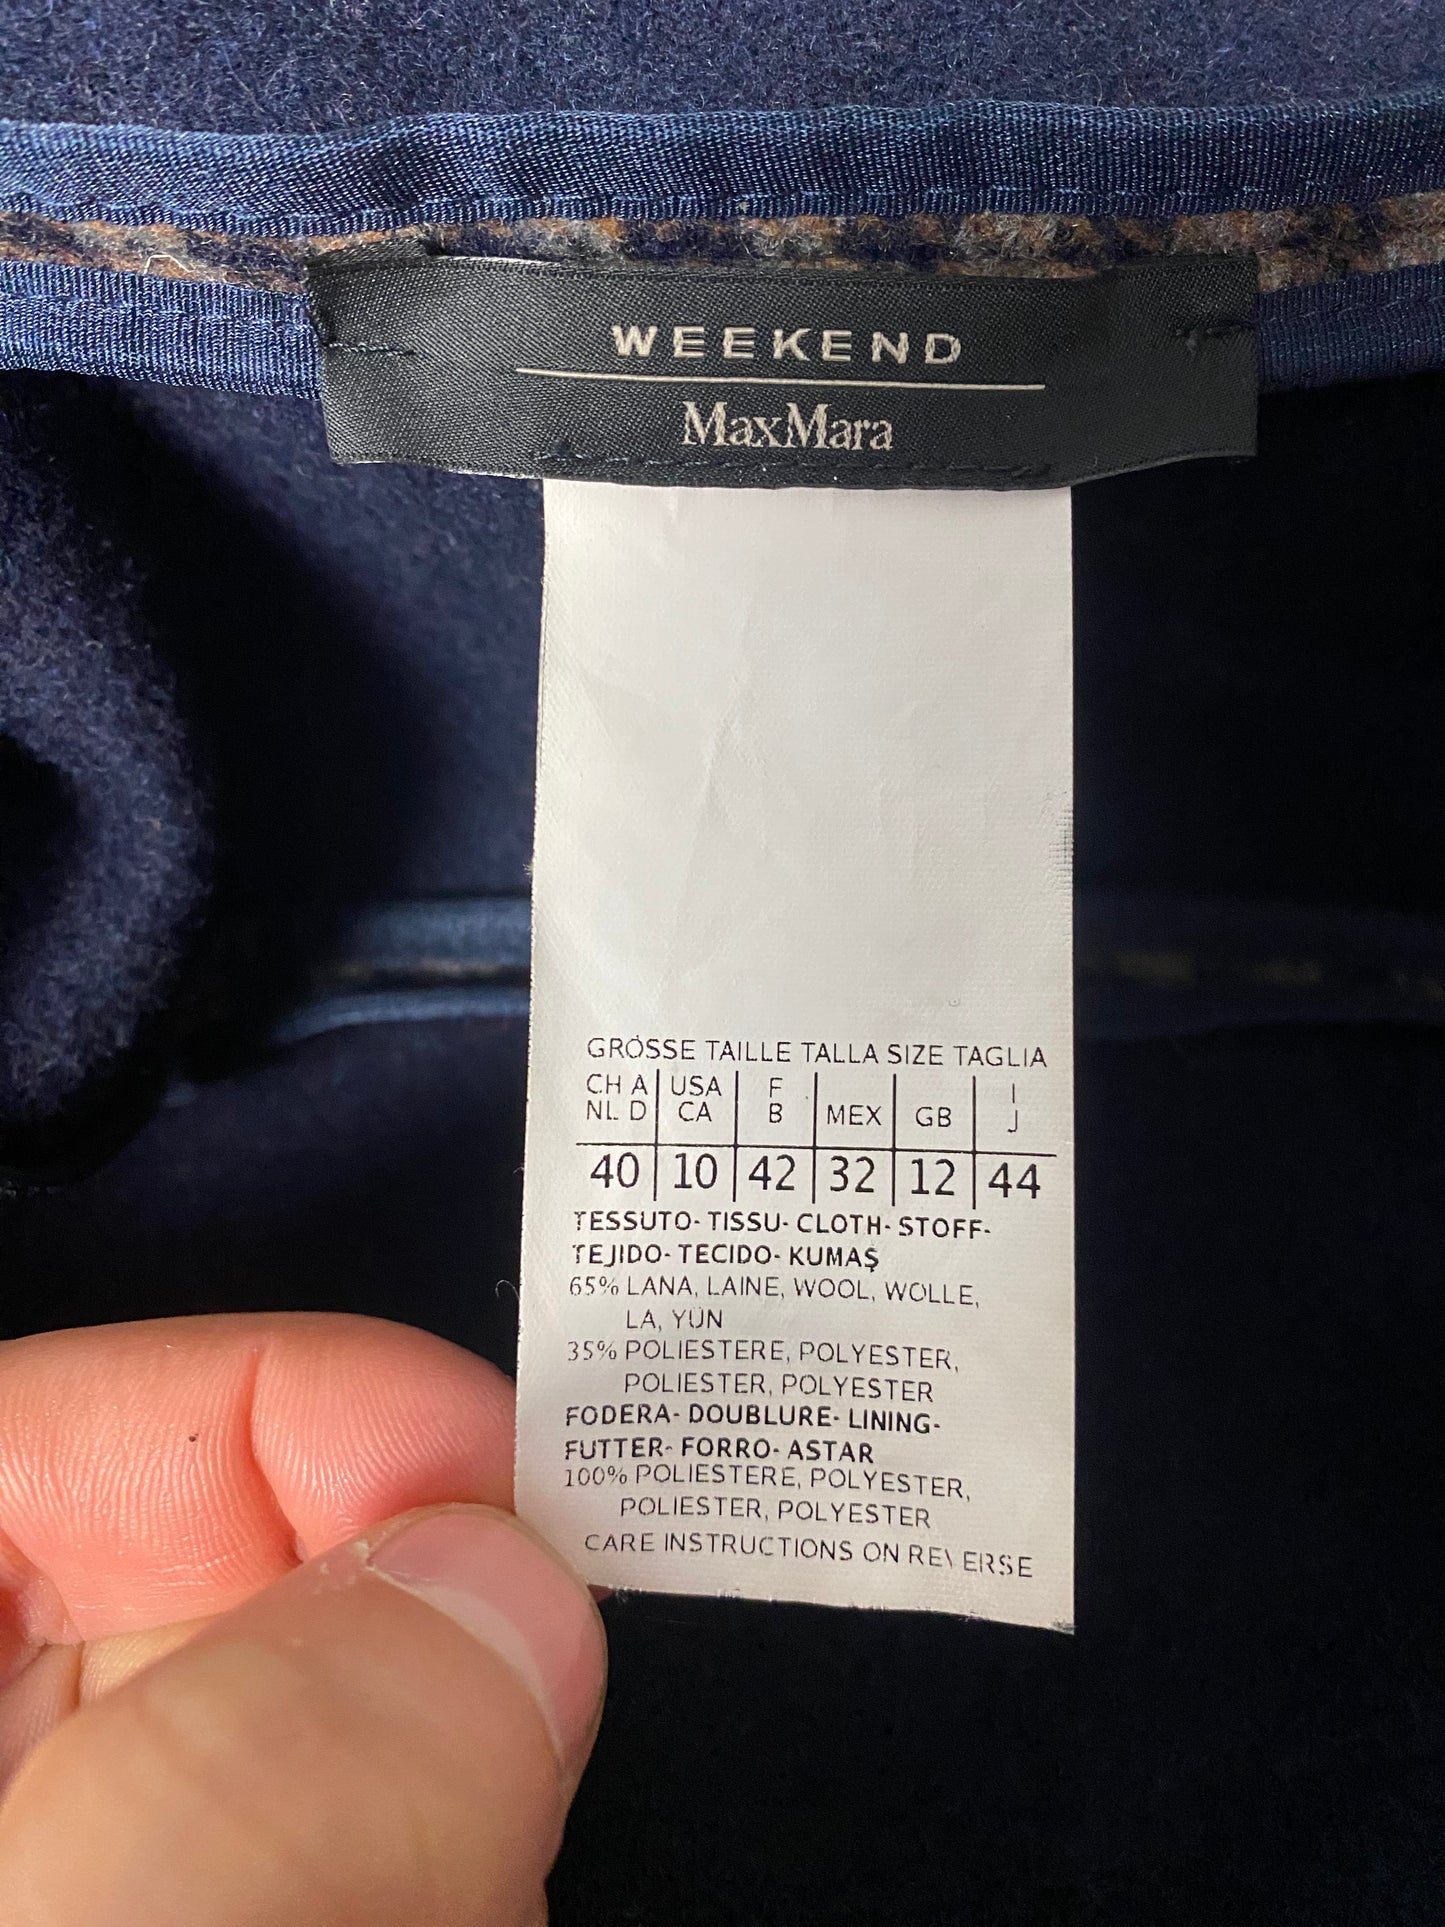 WEEKEND
MaxMara
GRÖSSE TAILLE TALLA SIZE TAGLIA
CH A USA F MEX GB I
NL D CA B J
40 10 42 32 12 44
TESSUTO- TISSU- CLOTH- STOFF-
TEJIDO- TECIDO- KUMAŞ
65% LANA, LAINE, WOOL, WOLLE,
LA, YÜN
35% POLIESTERE, POLYESTER,
POLIESTER, POLYESTER
FODERA- DOUBLURE- LINING-
FUTTER- FORRO- ASTAR
100% POLIESTERE, POLYESTER,
POLIESTER, POLYESTER
CARE INSTRUCTIONS ON REVERSE